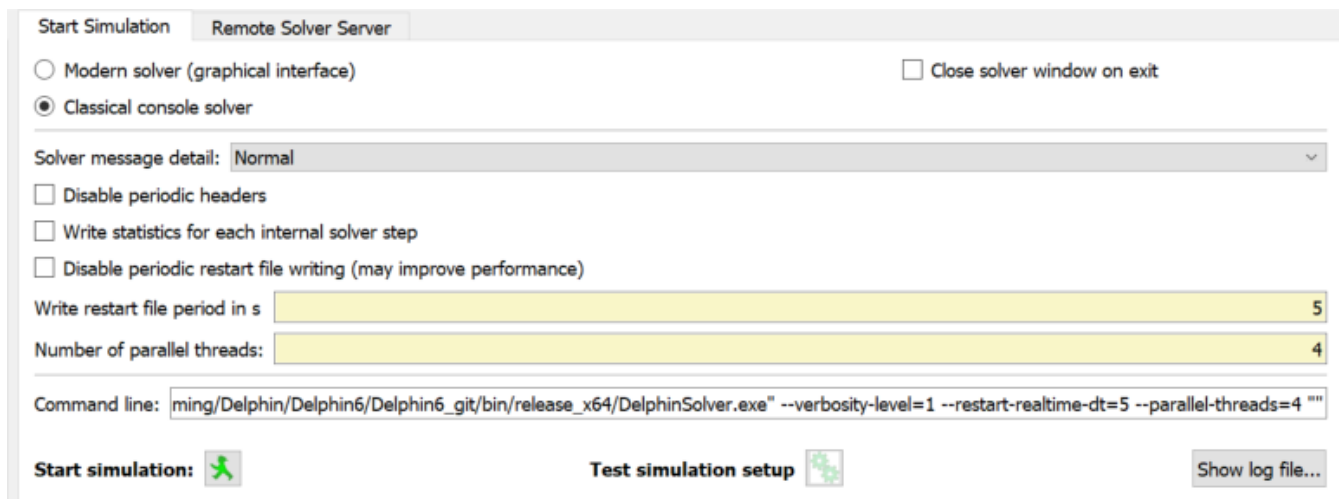 Start Simulation Remote Solver Server
Modern solver (graphical interface) Close solver window on exit
Classical console solver
Solver message detail: Normal
Disable periodic headers
Write statistics for each internal solver step
Disable periodic restart file writing (may improve performance)
Write restart file period in s 5
Number of parallel threads: 4
Command line: ming/Delphin/Delphin6/Delphin6_git/bin/release_x64/DelphinSolver.exe" --verbosity-level=1 --restart-realtime-dt=5 --parallel-threads=4 ""
Start simulation: Test simulation setup Show log file...